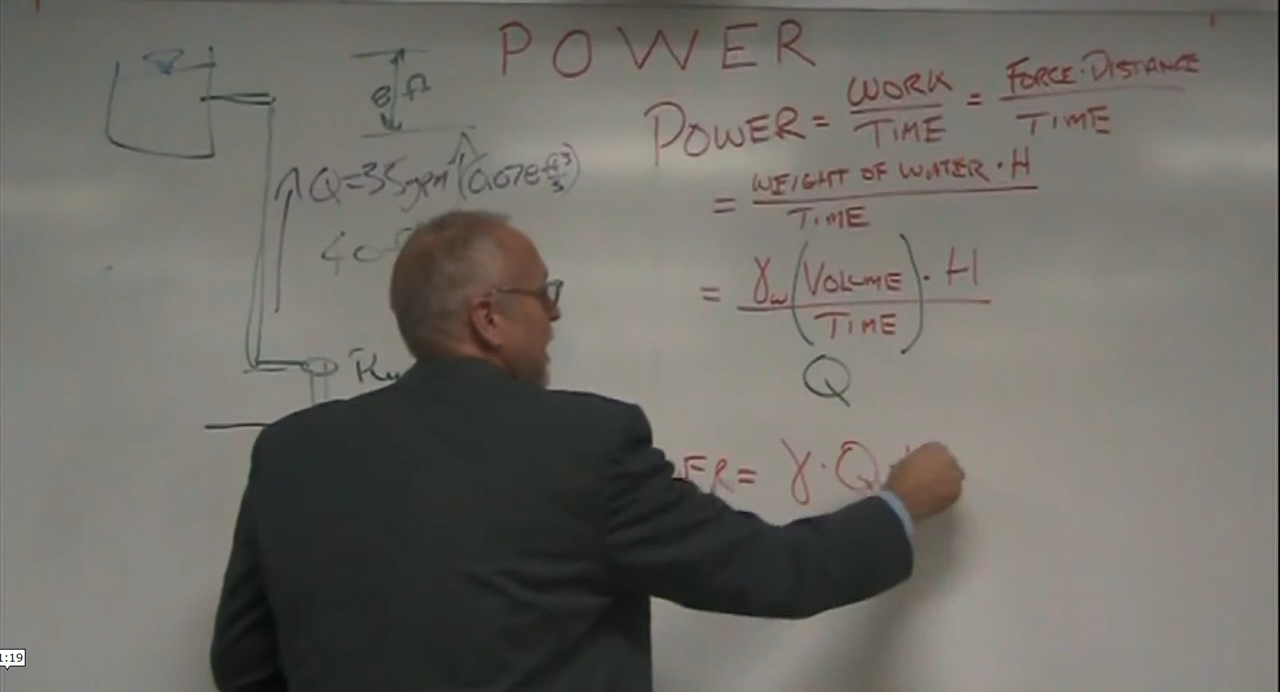 POWER
8 ft
POWER = WORK / TIME = FORCE · DISTANCE / TIME
= WEIGHT OF WATER · H / TIME
Q = 35 gpm (0.078 ft³/s)
= γw (VOLUME / TIME) · H
Q
ER = γ · Q
:19